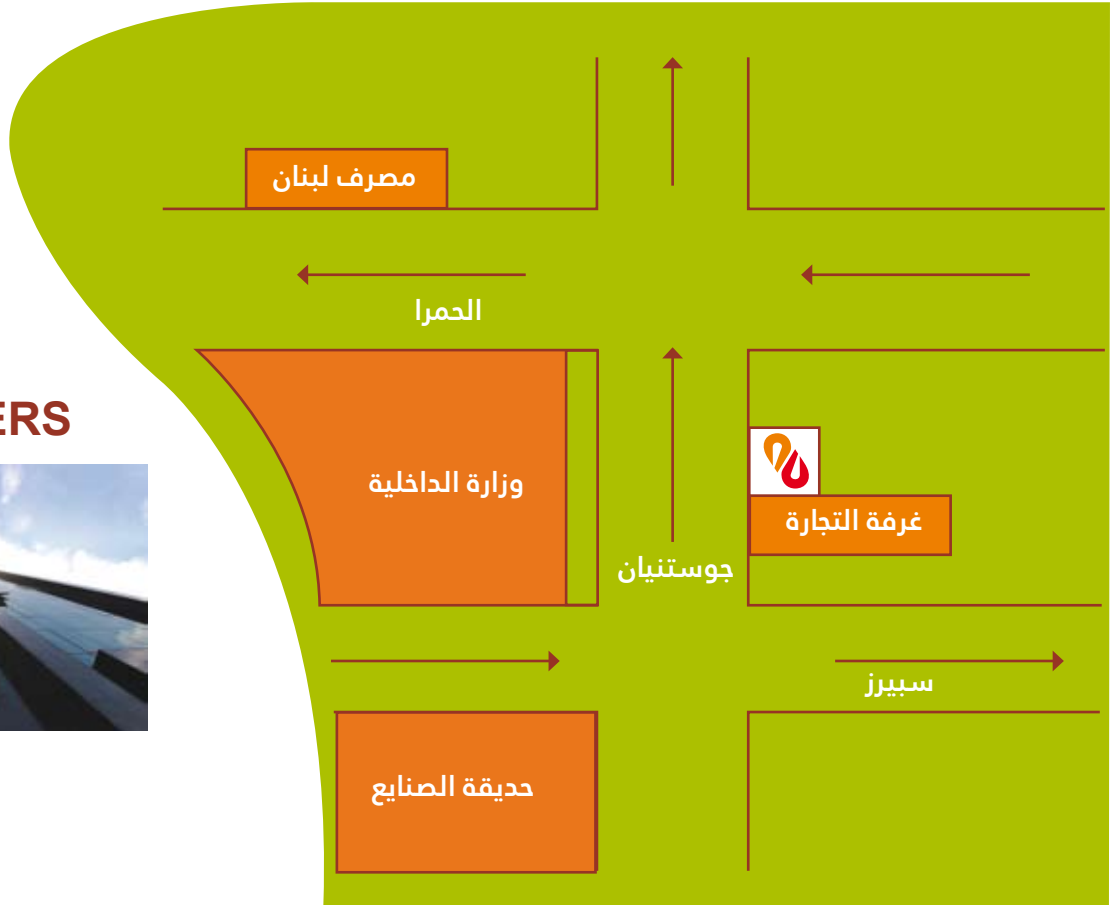 مصرف لبنان
الحمرا
ERS
وزارة الداخلية
غرفة التجارة
جوستنيان
سبيرز
حديقة الصنايع